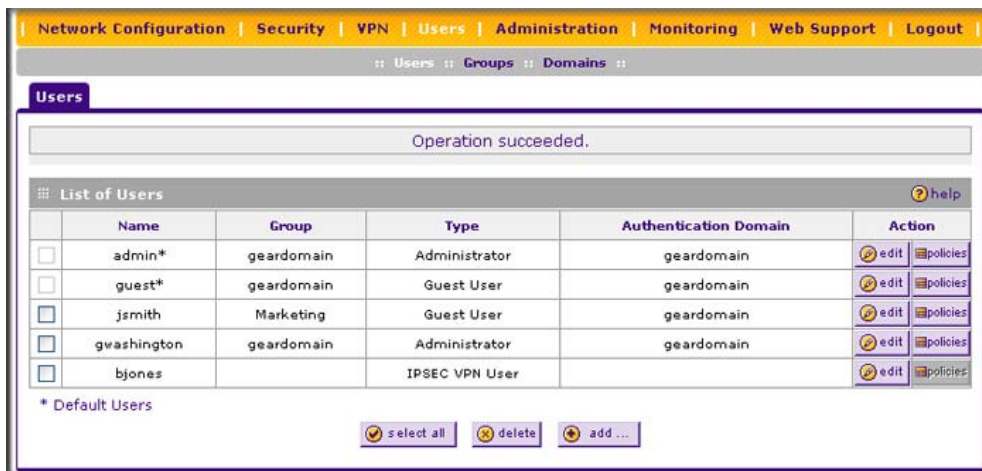 Network Configuration | Security | VPN | Users | Administration | Monitoring | Web Support | Logout
:: Users :: Groups :: Domains ::
Users
Operation succeeded.
List of Users help
Name Group Type Authentication Domain Action
admin* geardomain Administrator geardomain edit policies
guest* geardomain Guest User geardomain edit policies
jsmith Marketing Guest User geardomain edit policies
gwashington geardomain Administrator geardomain edit policies
bjones IPSEC VPN User edit policies
* Default Users
select all delete add ...